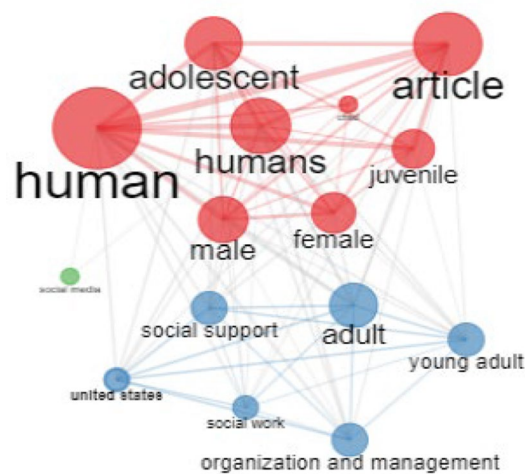 adolescent
article
child
human
humans
juvenile
male
female
social media
social support
adult
young adult
united states
social work
organization and management